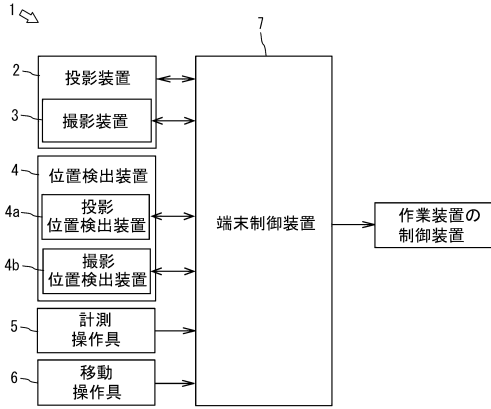 1
7
2
投影装置
3
撮影装置
4
位置検出装置
4a
投影
位置検出装置
4b
撮影
位置検出装置
5
計測
操作具
6
移動
操作具
端末制御装置
作業装置の
制御装置